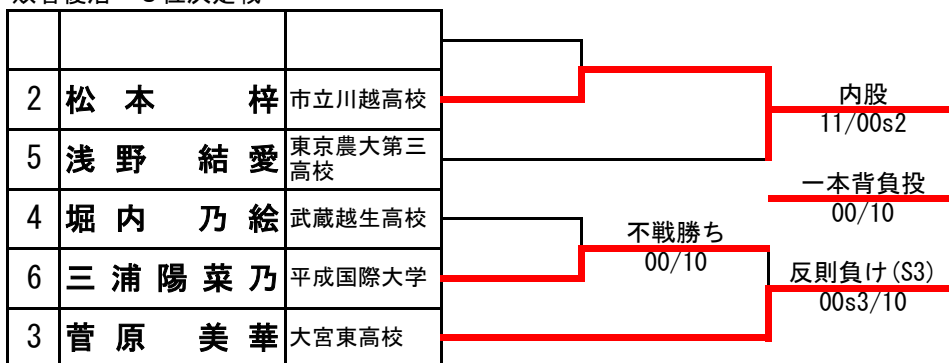 2 松本 梓 市立川越高校
内股
11/00s2
5 浅野 結愛 東京農大第三
高校
一本背負投
00/10
4 堀内 乃絵 武蔵越生高校
不戦勝ち
00/10
6 三浦陽菜乃 平成国際大学
反則負け(S3)
00s3/10
3 菅原 美華 大宮東高校